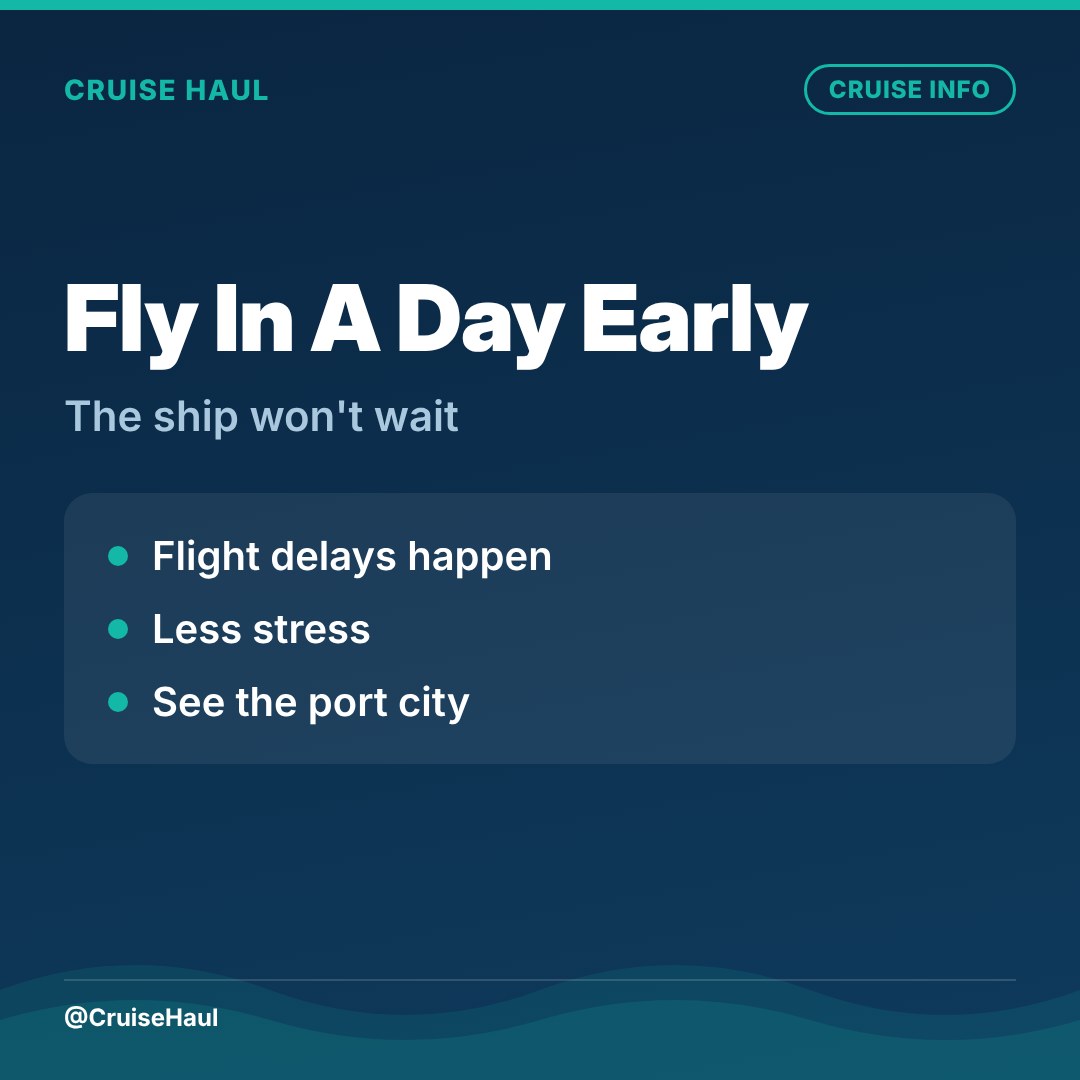 CRUISE HAUL
CRUISE INFO
Fly In A Day Early
The ship won't wait
Flight delays happen
Less stress
See the port city
@CruiseHaul